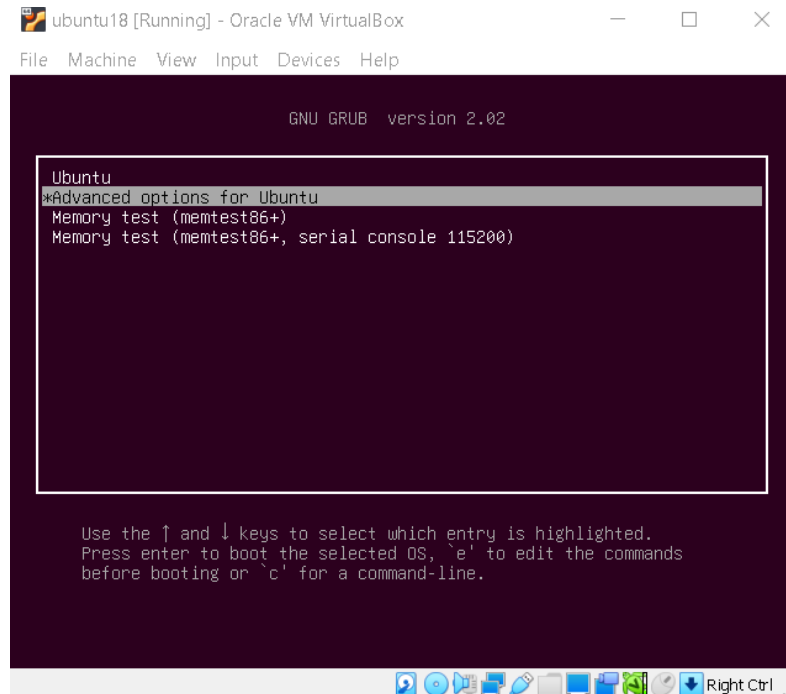 ubuntu18 [Running] - Oracle VM VirtualBox
File Machine View Input Devices Help
GNU GRUB version 2.02
Ubuntu
*Advanced options for Ubuntu
Memory test (memtest86+)
Memory test (memtest86+, serial console 115200)
Use the ↑ and ↓ keys to select which entry is highlighted.
Press enter to boot the selected OS, `e' to edit the commands
before booting or `c' for a command-line.
Right Ctrl